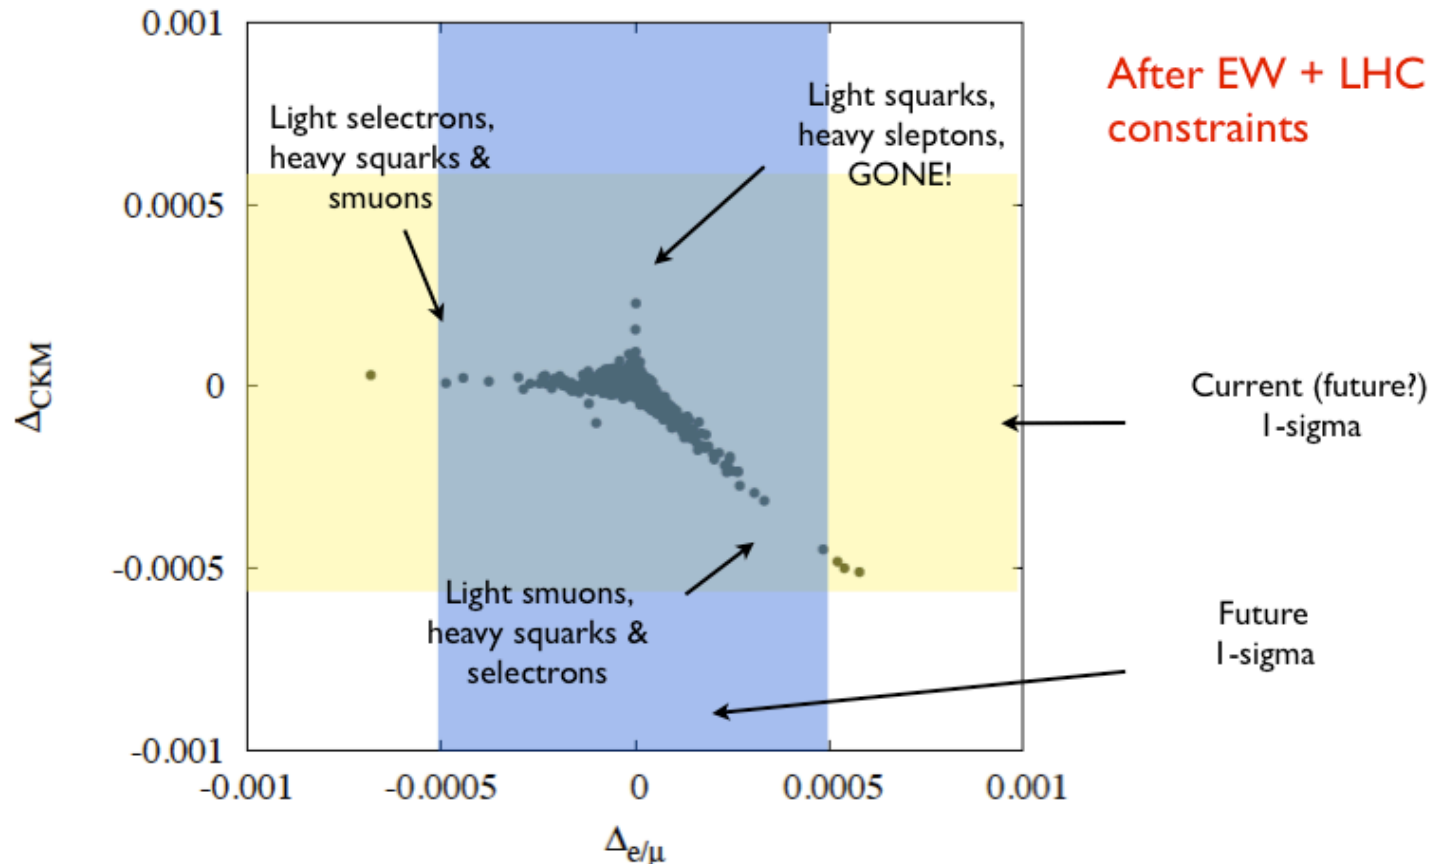 0.001
After EW + LHC
constraints
Light selectrons,
heavy squarks &
smuons
Light squarks,
heavy sleptons,
GONE!
0.0005
0
ΔCKM
Current (future?)
1-sigma
-0.0005
Light smuons,
heavy squarks &
selectrons
Future
1-sigma
-0.001
-0.001 -0.0005 0 0.0005 0.001
Δe/μ